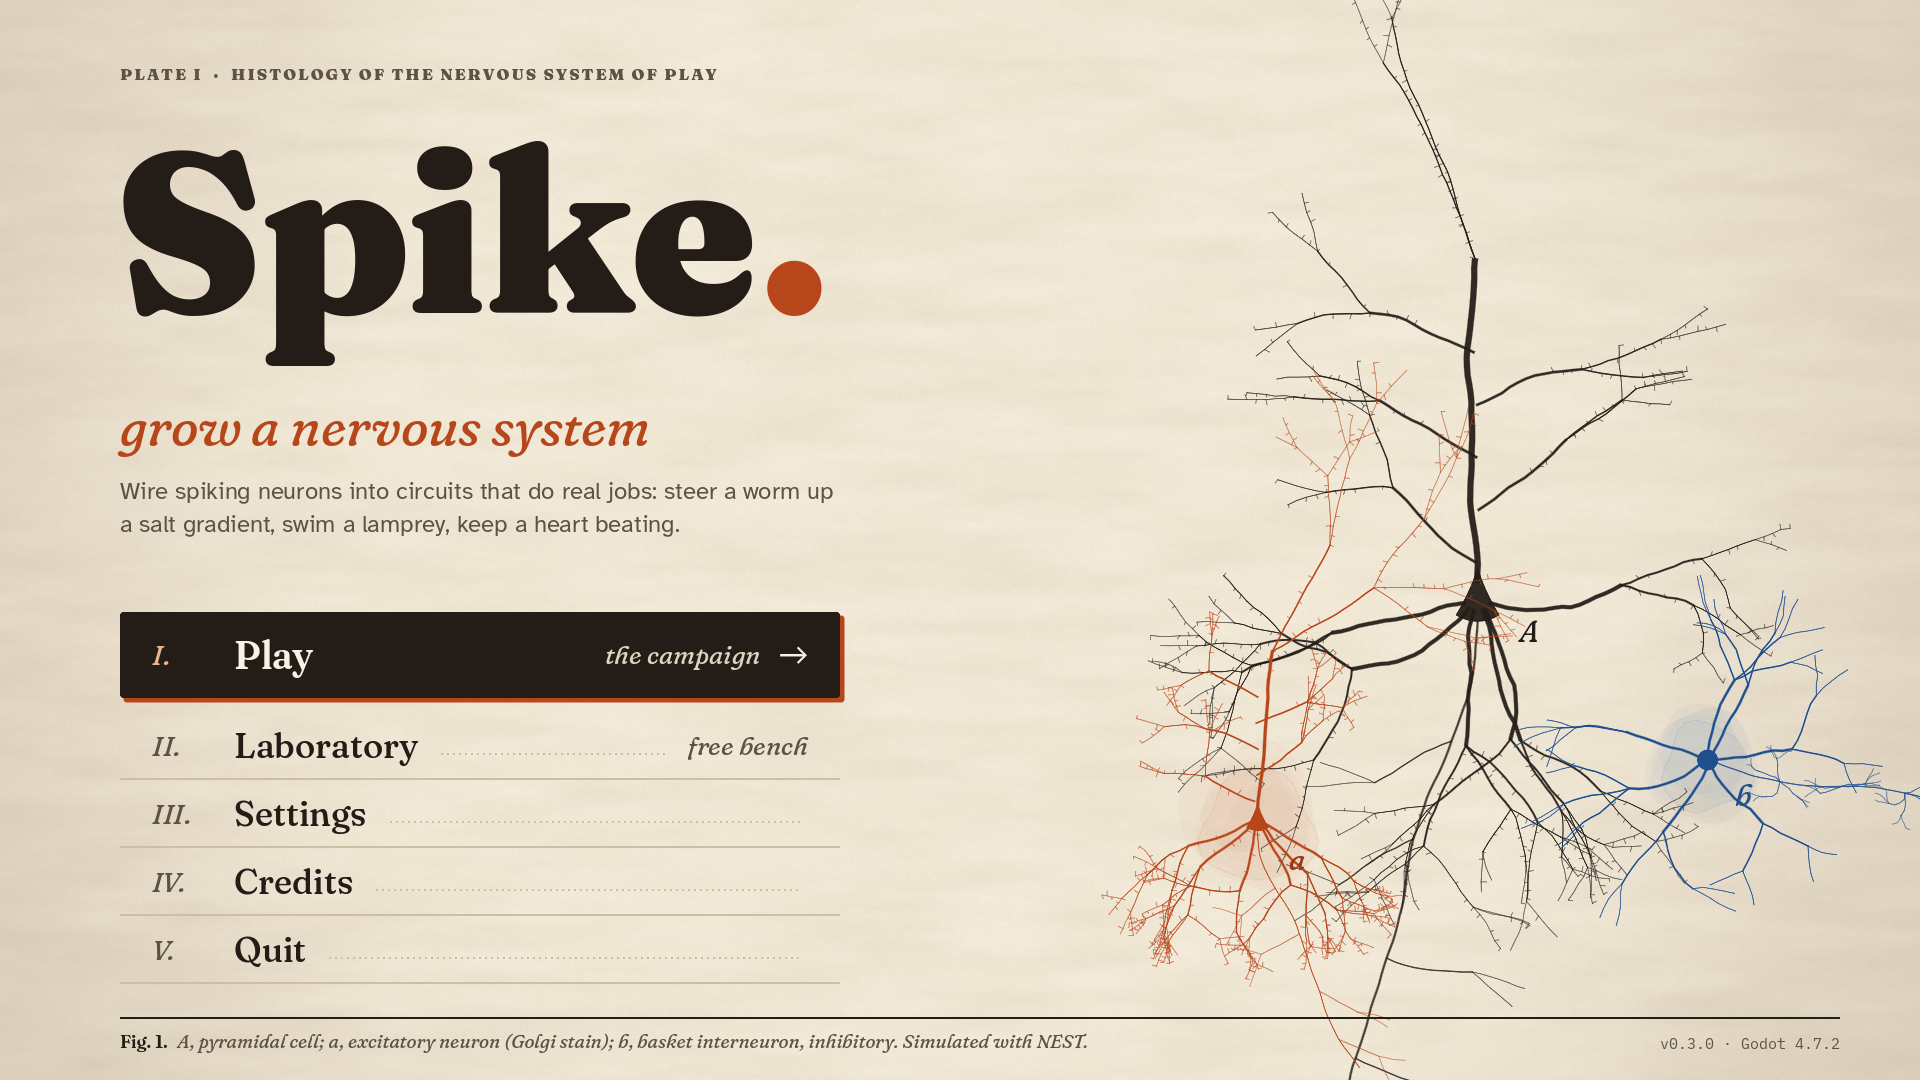 PLATE I · HISTOLOGY OF THE NERVOUS SYSTEM OF PLAY
Spike.
grow a nervous system
Wire spiking neurons into circuits that do real jobs: steer a worm up
a salt gradient, swim a lamprey, keep a heart beating.
I. Play the campaign →
II. Laboratory free bench
III. Settings
IV. Credits
V. Quit
A
b
a
Fig. 1. A, pyramidal cell; a, excitatory neuron (Golgi stain); b, basket interneuron, inhibitory. Simulated with NEST.
v0.3.0 · Godot 4.7.2